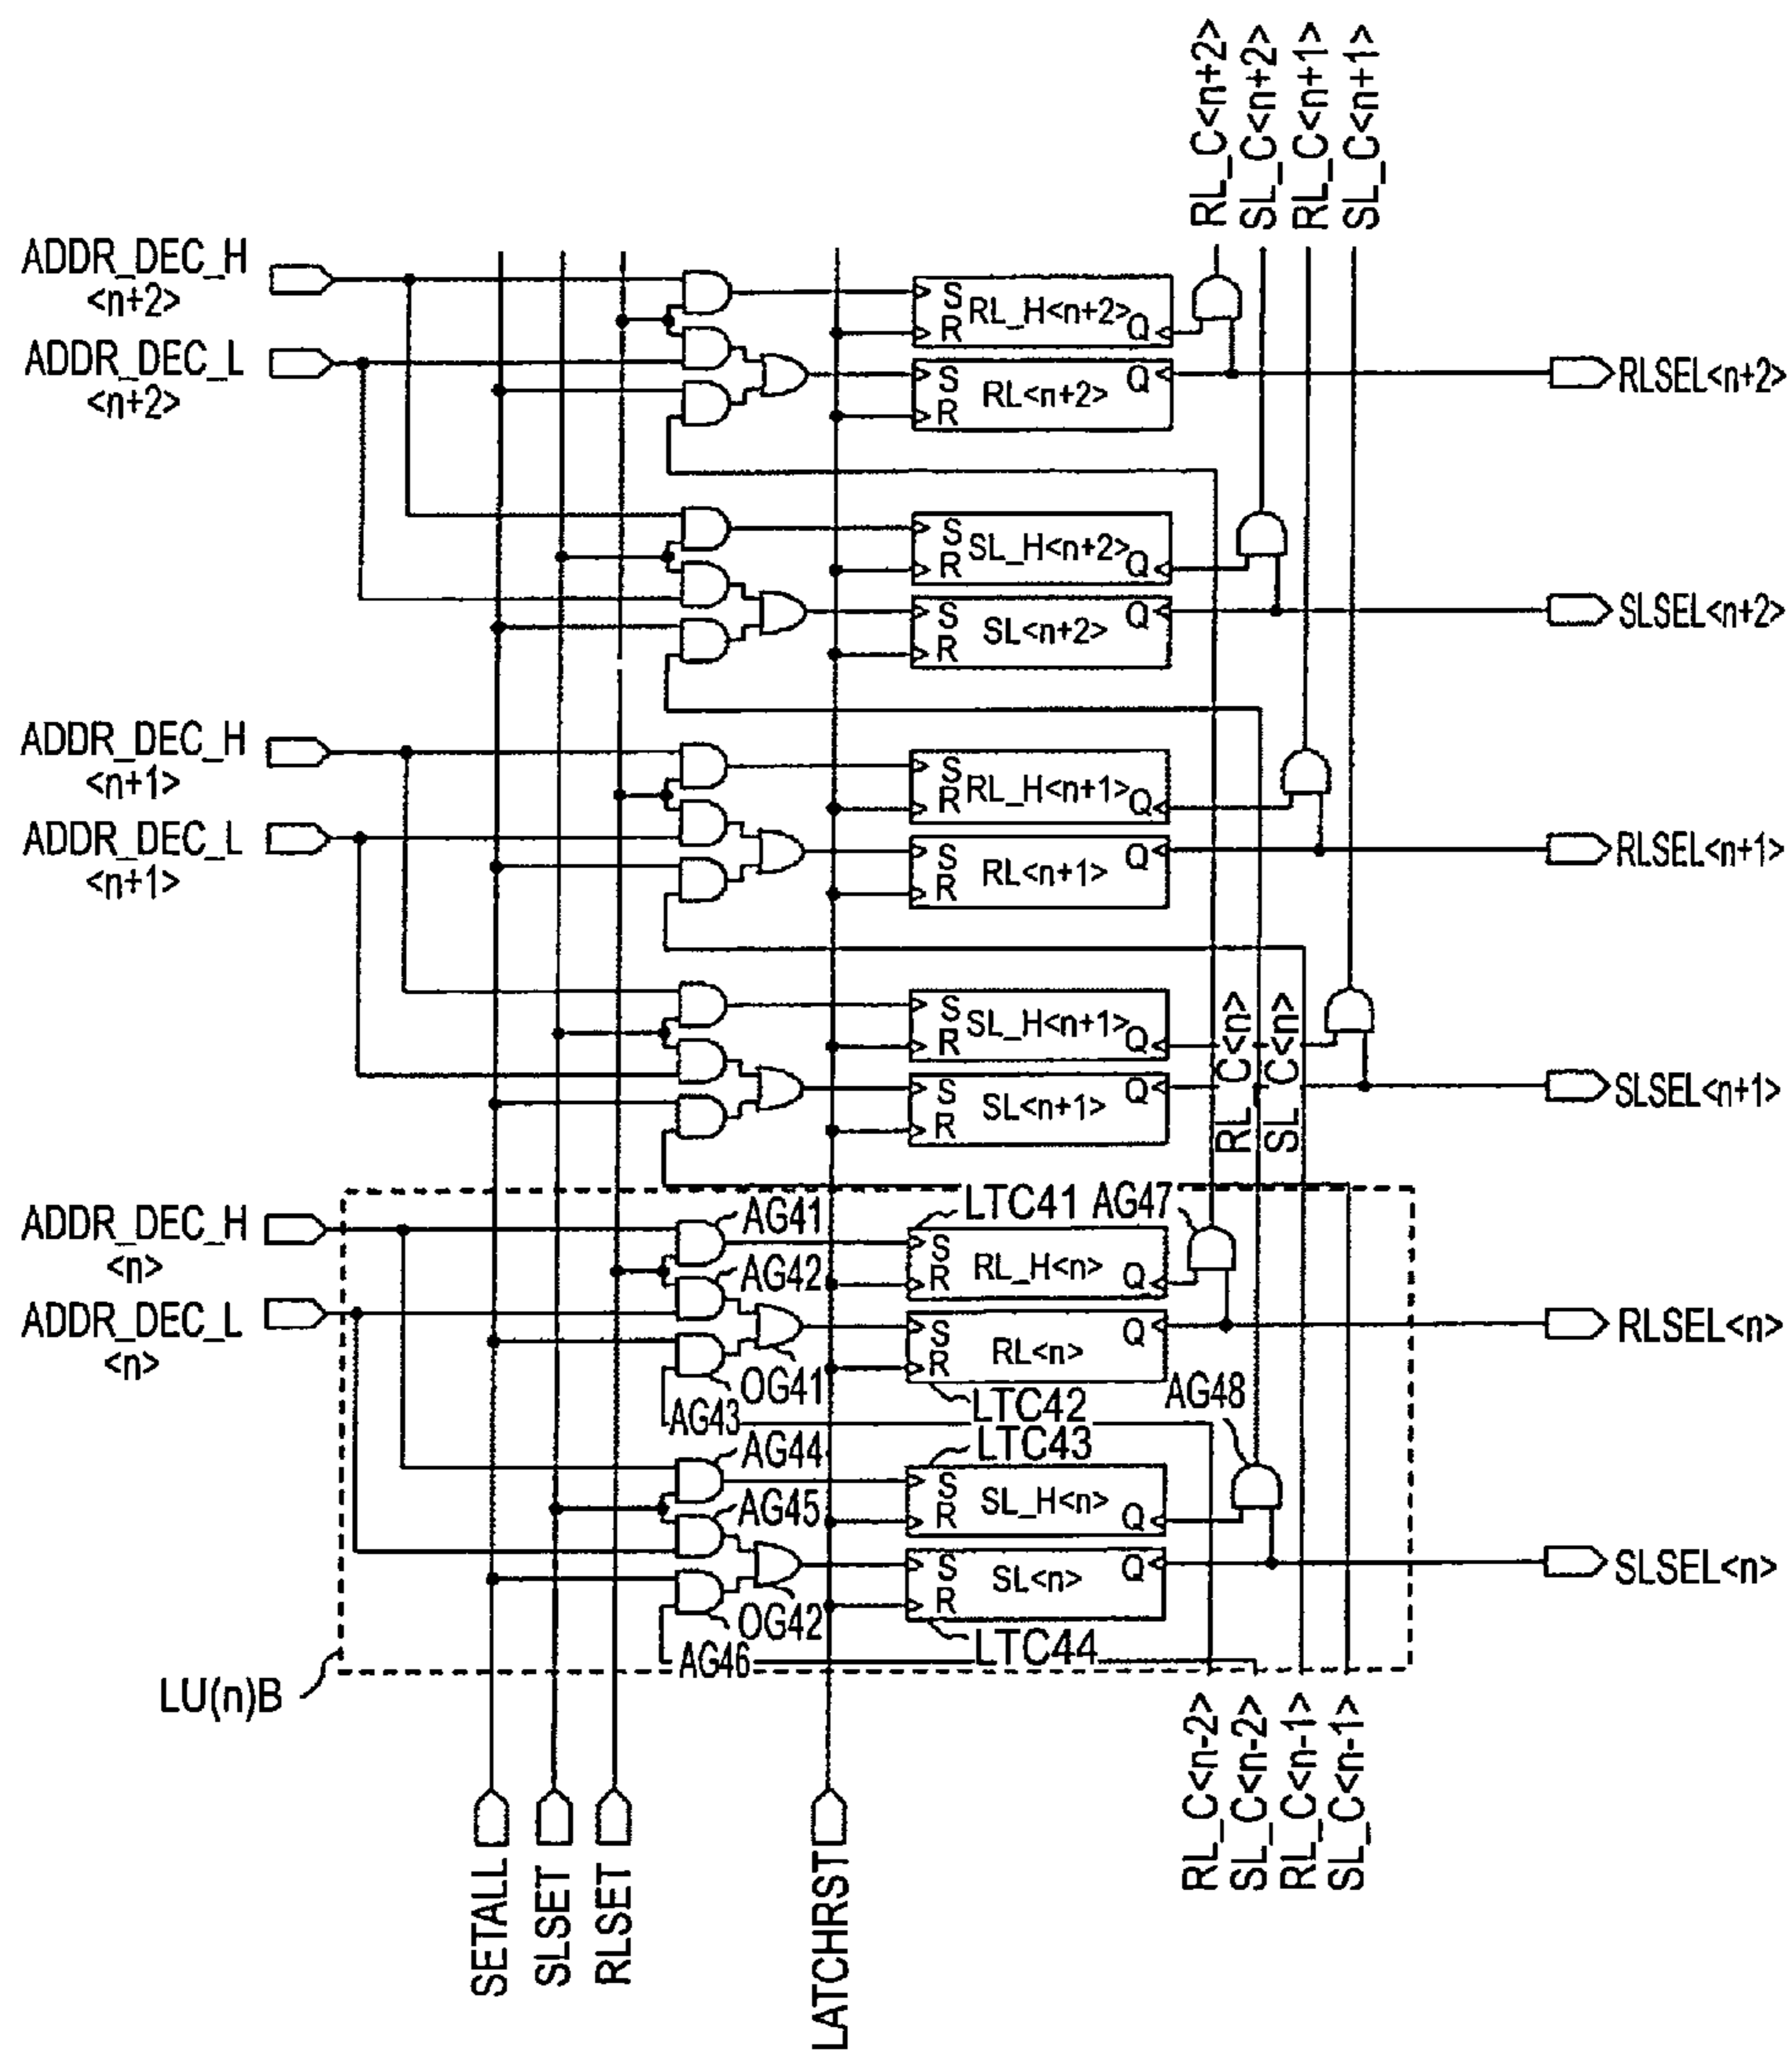 RL_C<n+2>
SL_C<n+2>
RL_C<n+1>
SL_C<n+1>
ADDR_DEC_H
<n+2>
ADDR_DEC_L
<n+2>
S
R
RL_H<n+2>
Q
S
R
RL<n+2>
Q
RLSEL<n+2>
S
R
SL_H<n+2>
Q
S
R
SL<n+2>
Q
SLSEL<n+2>
ADDR_DEC_H
<n+1>
ADDR_DEC_L
<n+1>
S
R
RL_H<n+1>
Q
S
R
RL<n+1>
Q
RLSEL<n+1>
S
R
SL_H<n+1>
Q
S
R
SL<n+1>
Q
SLSEL<n+1>
RL_C<n>
SL_C<n>
ADDR_DEC_H
<n>
ADDR_DEC_L
<n>
AG41
LTC41
AG47
S
R
RL_H<n>
Q
AG42
S
R
RL<n>
Q
RLSEL<n>
OG41
AG43
LTC42
AG48
AG44
LTC43
S
R
SL_H<n>
Q
AG45
S
R
SL<n>
Q
SLSEL<n>
OG42
AG46
LTC44
LU(n)B
SETALL
SLSET
RLSET
LATCHRST
RL_C<n-2>
SL_C<n-2>
RL_C<n-1>
SL_C<n-1>